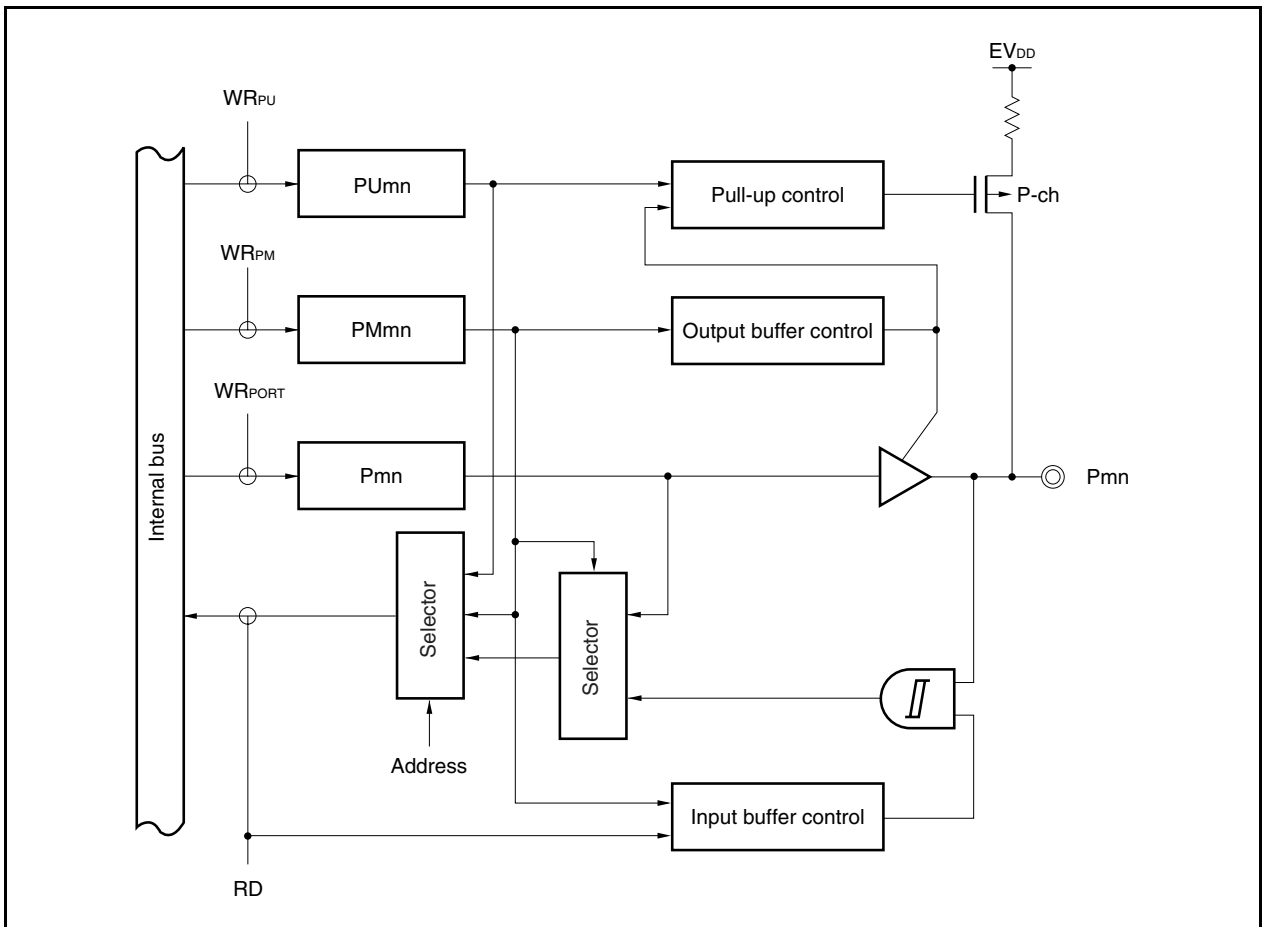 EVDD
WRPU
PUmn
Pull-up control
P-ch
WRPM
PMmn
Output buffer control
WRPORT
Internal bus
Pmn
Pmn
Selector
Selector
Address
Input buffer control
RD